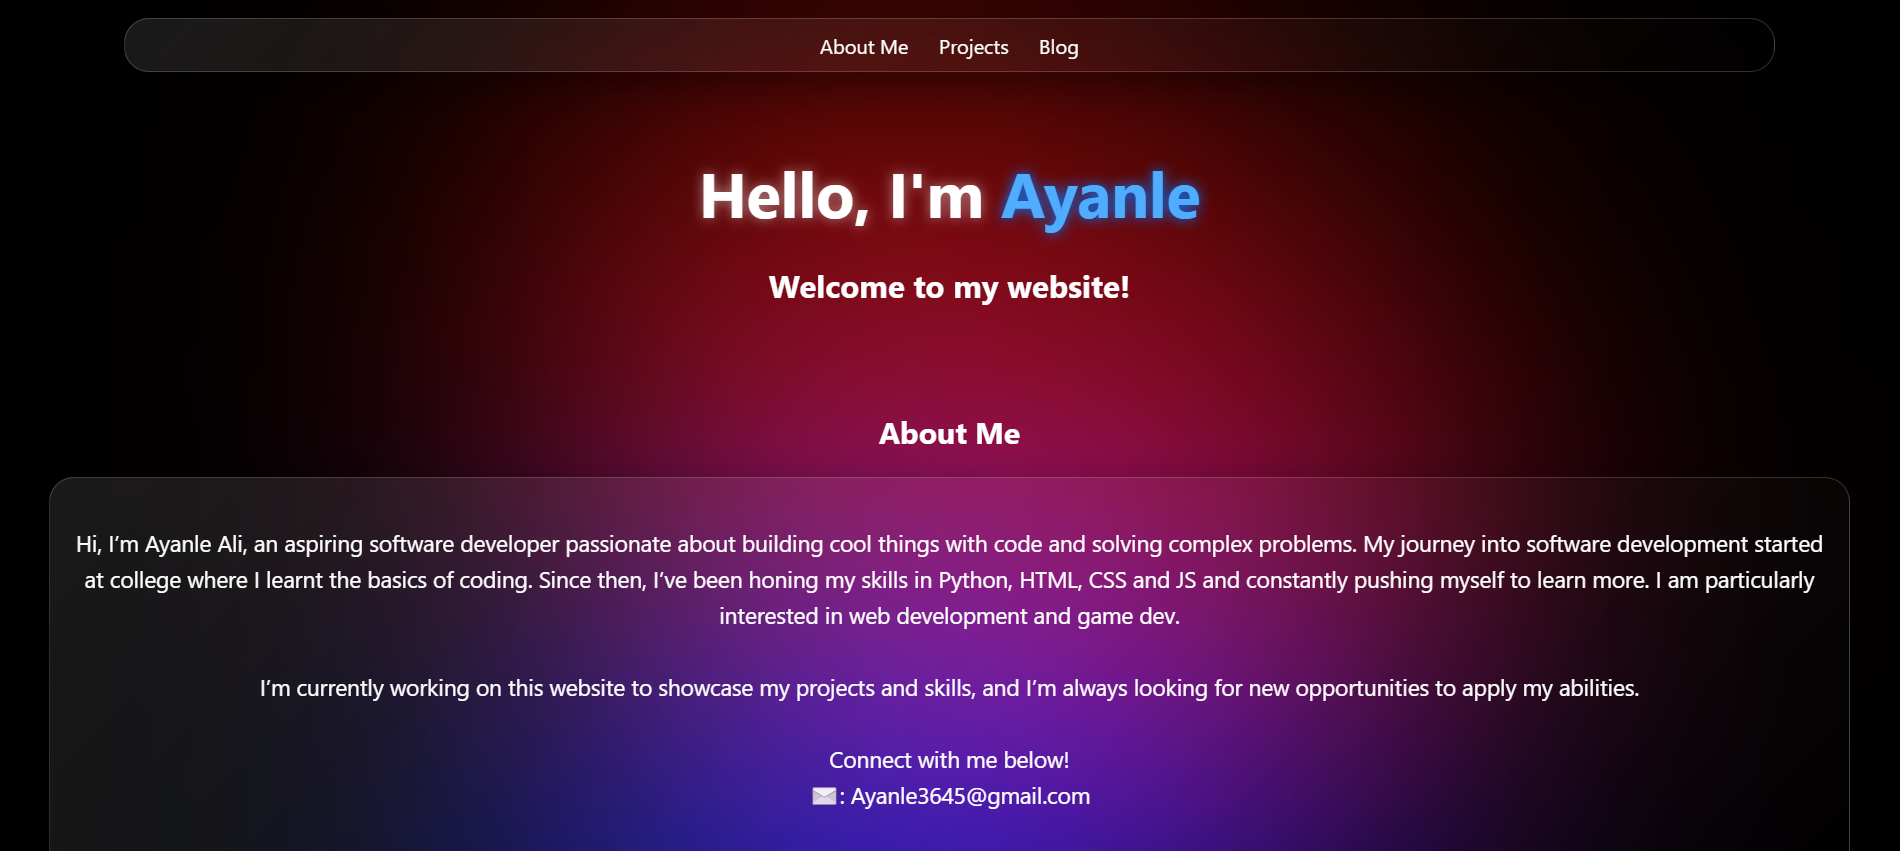 About Me Projects Blog
Hello, I'm Ayanle
Welcome to my website!
About Me
Hi, I’m Ayanle Ali, an aspiring software developer passionate about building cool things with code and solving complex problems. My journey into software development started
at college where I learnt the basics of coding. Since then, I’ve been honing my skills in Python, HTML, CSS and JS and constantly pushing myself to learn more. I am particularly
interested in web development and game dev.
I’m currently working on this website to showcase my projects and skills, and I’m always looking for new opportunities to apply my abilities.
Connect with me below!
✉️: Ayanle3645@gmail.com